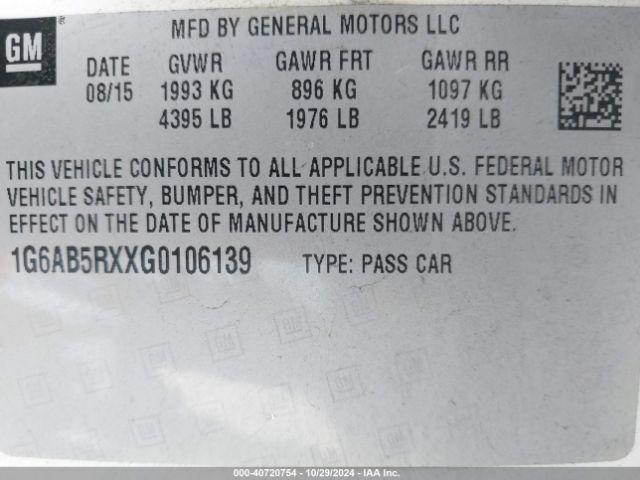 GM
MFD BY GENERAL MOTORS LLC
DATE GVWR GAWR FRT GAWR RR
08/15 1993 KG 896 KG 1097 KG
4395 LB 1976 LB 2419 LB
THIS VEHICLE CONFORMS TO ALL APPLICABLE U.S. FEDERAL MOTOR
VEHICLE SAFETY, BUMPER, AND THEFT PREVENTION STANDARDS IN
EFFECT ON THE DATE OF MANUFACTURE SHOWN ABOVE.
1G6AB5RXXG0106139 TYPE: PASS CAR
000-40720754 | 10/29/2024 | IAA Inc.